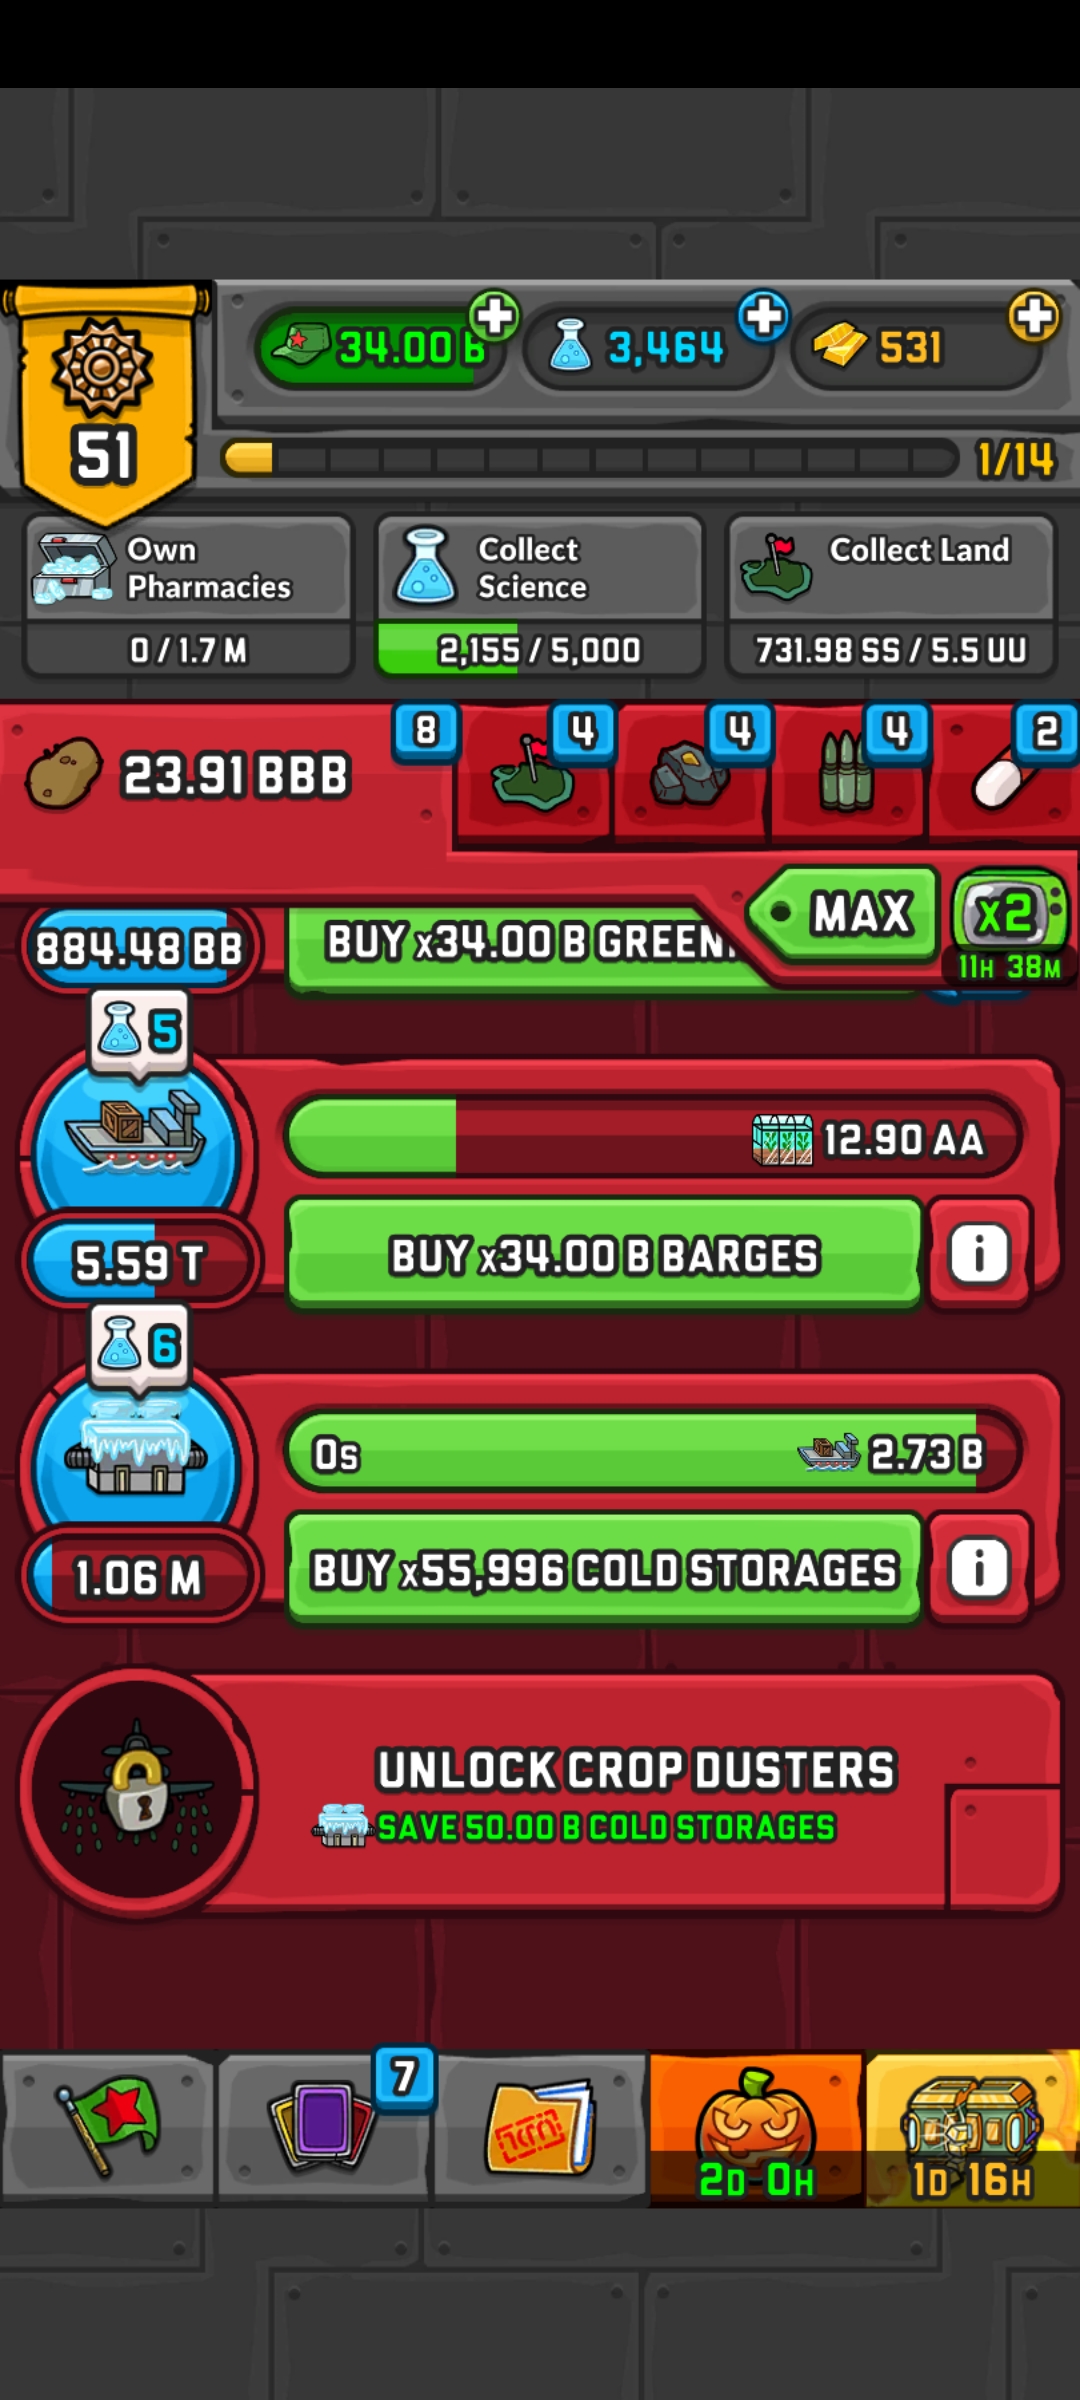 34.00 B
3,464
531
51
1/14
Own
Pharmacies
0 / 1.7 M
Collect
Science
2,155 / 5,000
Collect Land
731.98 SS / 5.5 UU
23.91 BBB
8
4
4
4
2
MAX
x2
11H 38M
884.48 BB
BUY x34.00 B GREEN
5
12.90 AA
5.59 T
BUY x34.00 B BARGES
i
6
0s
2.73 B
1.06 M
BUY x55,996 COLD STORAGES
i
UNLOCK CROP DUSTERS
SAVE 50.00 B COLD STORAGES
7
2D 0H
1D 16H